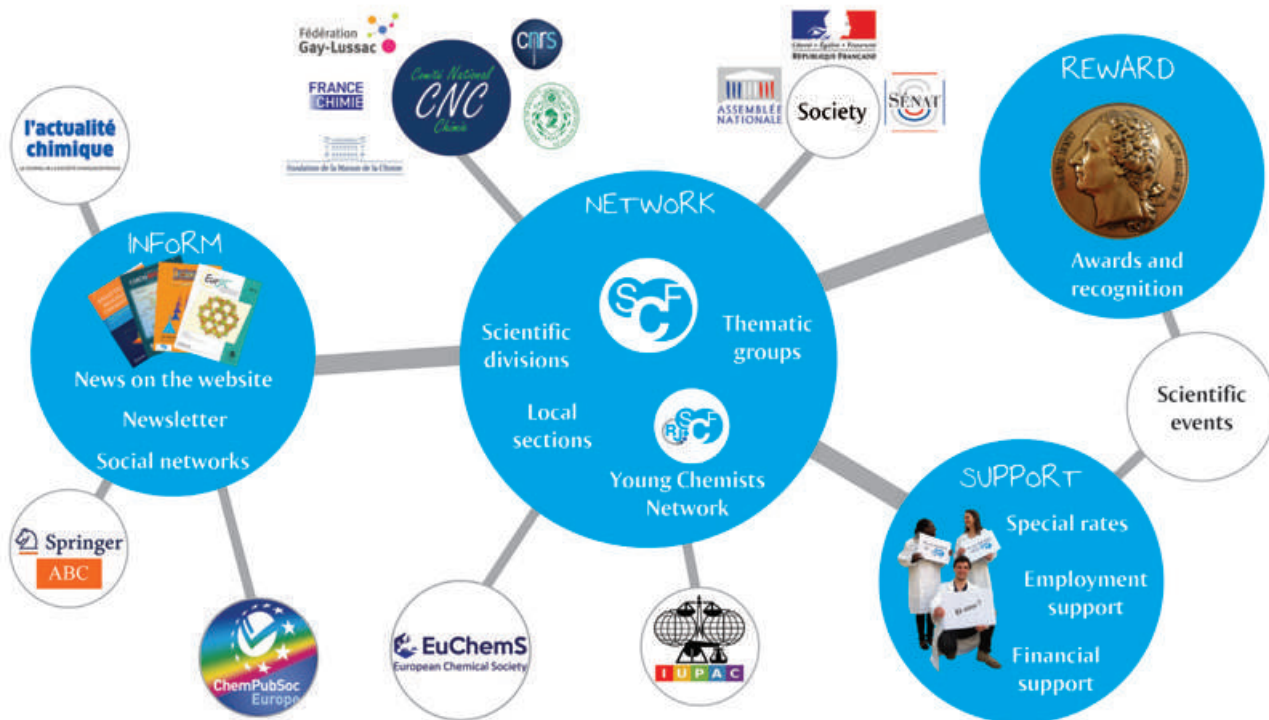 Fédération
Gay-Lussac
cnrs
FRANCE
CHIMIE
Comité National
CNC
Chimie
Fondation de la Maison de la Chimie
Liberté • Égalité • Fraternité
RÉPUBLIQUE FRANÇAISE
ASSEMBLÉE
NATIONALE
Society
SÉNAT
REWARD
Awards and
recognition
l'actualité
chimique
INFORM
News on the website
Newsletter
Social networks
NETWORK
SCF
Scientific
divisions
Thematic
groups
Local
sections
RJ SCF
Young Chemists
Network
Scientific
events
SUPPORT
Special rates
Employment
support
Financial
support
Springer
ABC
ChemPubSoc
Europe
EuChemS
European Chemical Society
IUPAC